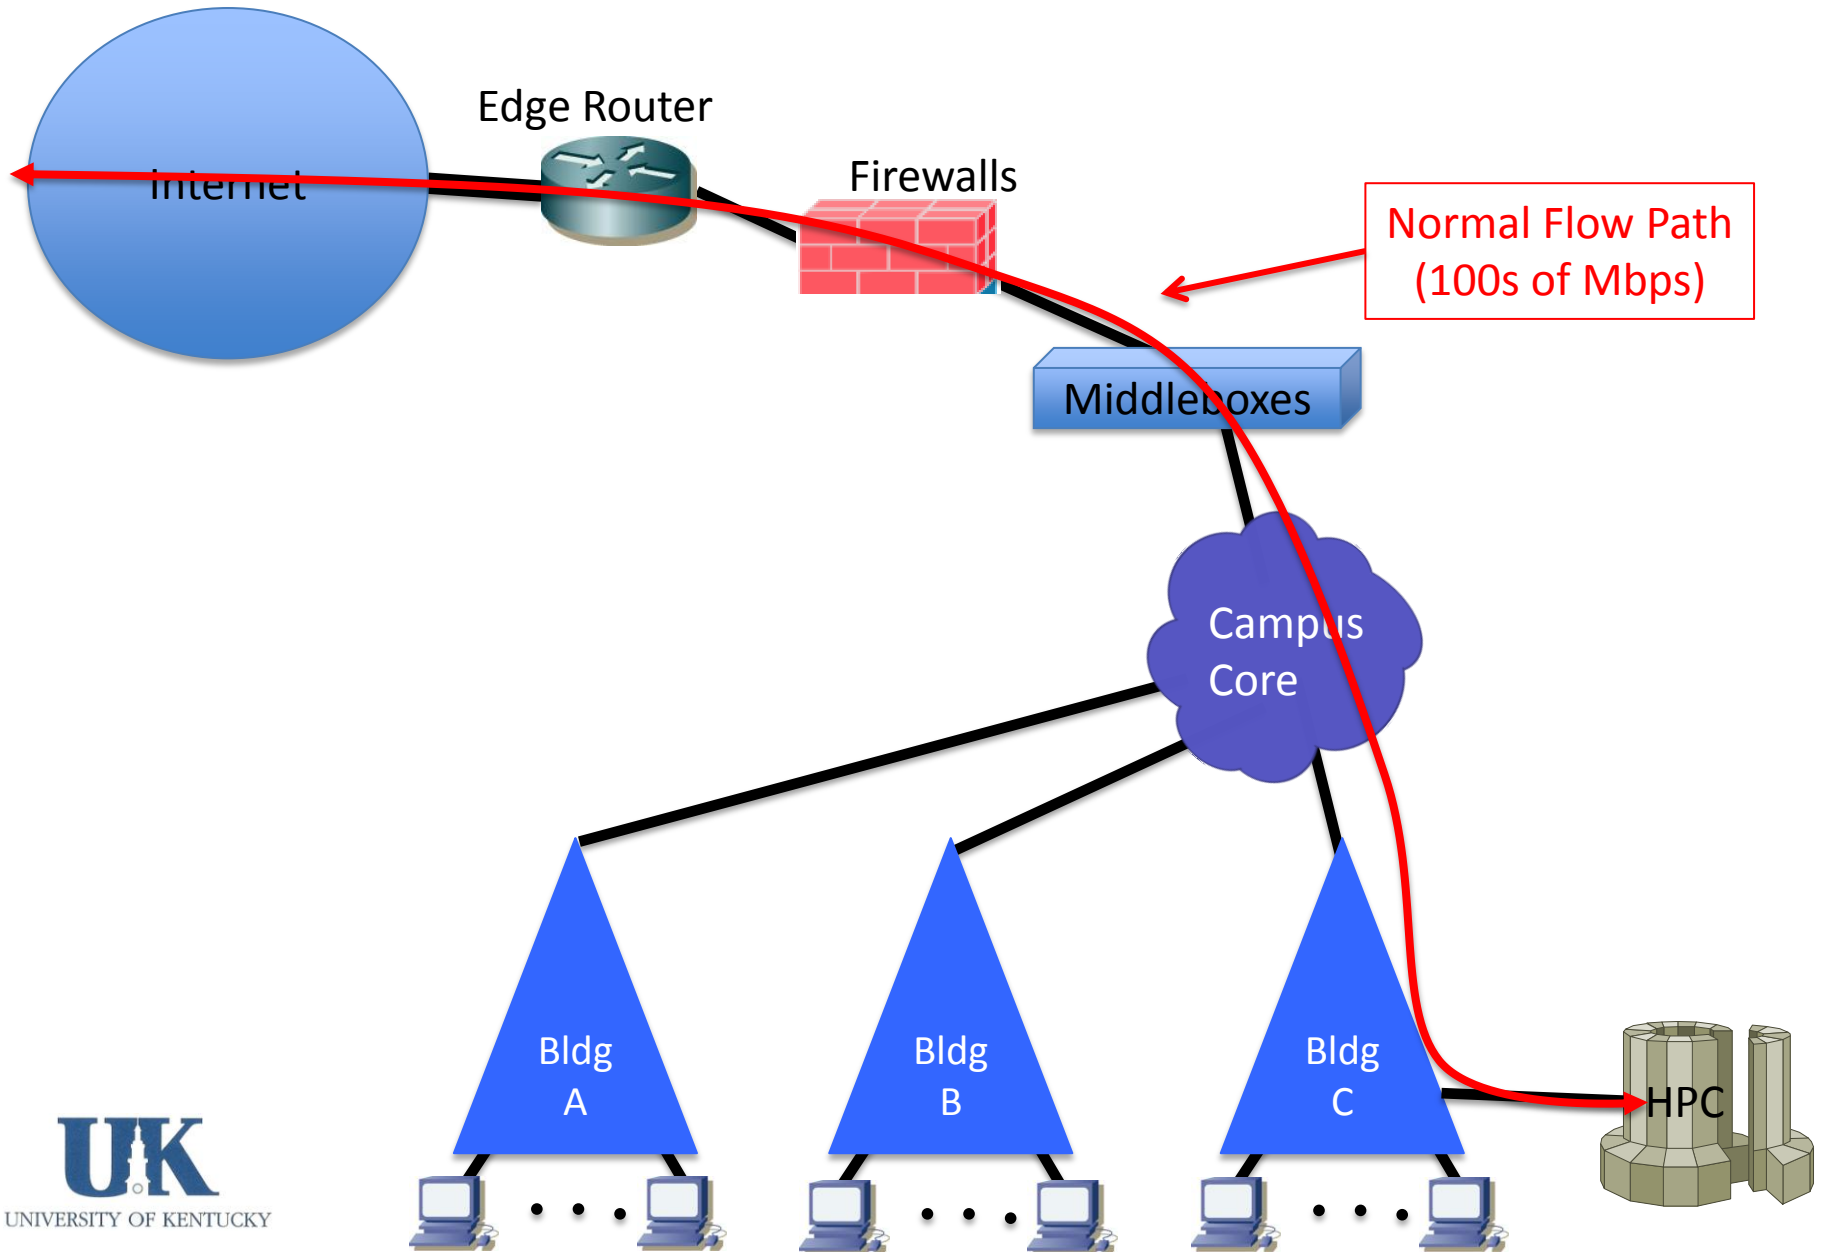 Edge Router
Internet
Firewalls
Normal Flow Path
(100s of Mbps)
Middleboxes
Campus
Core
Bldg
A
Bldg
B
Bldg
C
HPC
UK
UNIVERSITY OF KENTUCKY